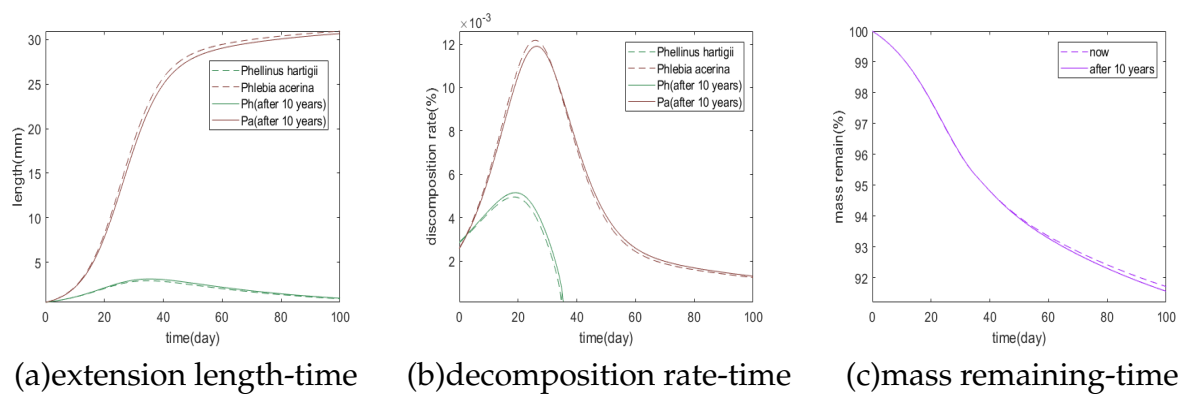 31
25
20
15
10
5
0
20
40
60
80
100
length(mm)
time(day)
Phellinus hartigii
Phlebia acerina
Ph(after 10 years)
Pa(after 10 years)
(a)extension length-time
×10⁻³
12
10
8
6
4
2
0
20
40
60
80
100
discomposition rate(%)
time(day)
Phellinus hartigii
Phlebia acerina
Ph(after 10 years)
Pa(after 10 years)
(b)decomposition rate-time
100
99
98
97
96
95
94
93
92
0
20
40
60
80
100
mass remain(%)
time(day)
now
after 10 years
(c)mass remaining-time